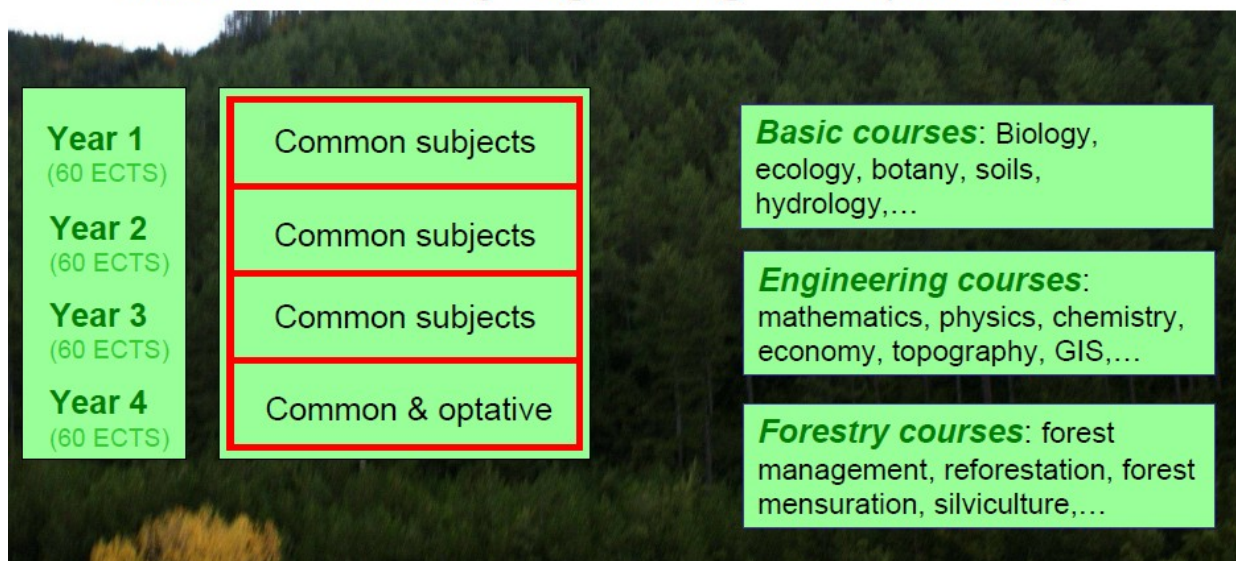 Year 1
(60 ECTS)
Year 2
(60 ECTS)
Year 3
(60 ECTS)
Year 4
(60 ECTS)
Common subjects
Common subjects
Common subjects
Common & optative
Basic courses: Biology,
ecology, botany, soils,
hydrology,…
Engineering courses:
mathematics, physics, chemistry,
economy, topography, GIS,…
Forestry courses: forest
management, reforestation, forest
mensuration, silviculture,…